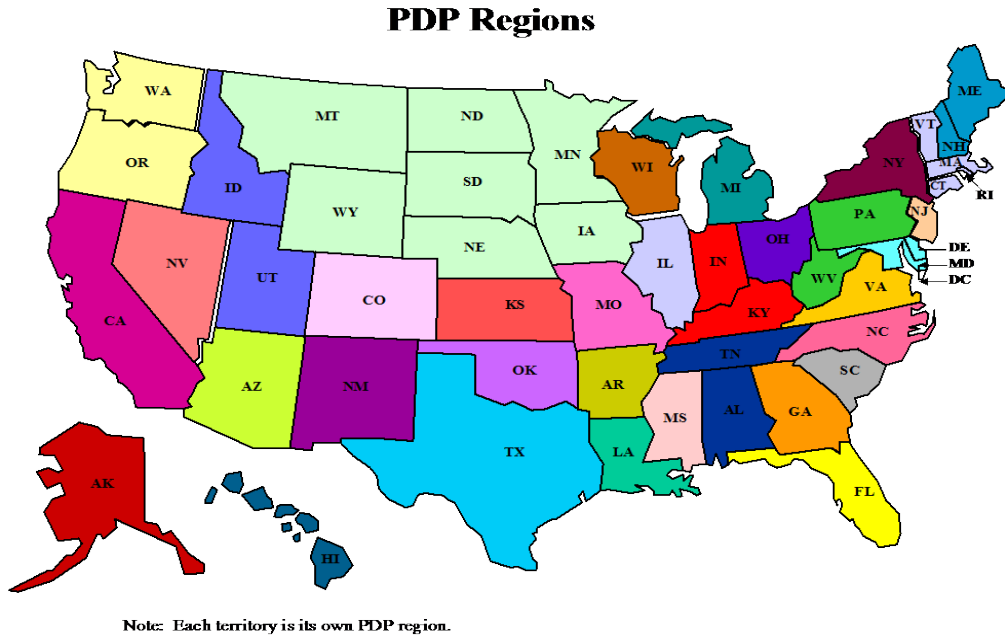 PDP Regions
WA
MT
ND
MN
OR
ID
WY
SD
WI
MI
NY
VT
NH
ME
MA
CT
RI
NE
IA
PA
NJ
NV
UT
CO
KS
MO
IL
IN
OH
WV
VA
DE
MD
DC
CA
AZ
NM
OK
AR
KY
TN
NC
SC
TX
LA
MS
AL
GA
FL
AK
HI
Note: Each territory is its own PDP region.